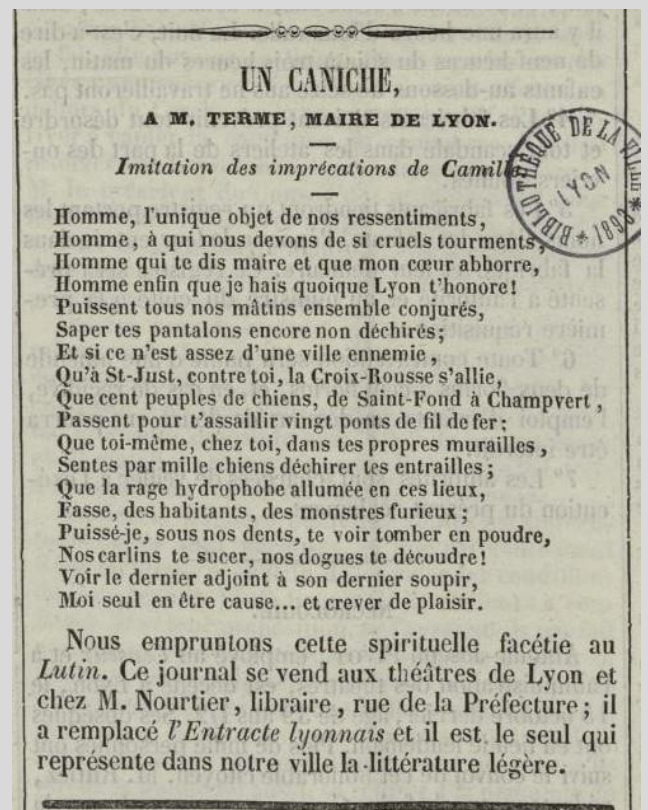 UN CANICHE,
A M. TERME, MAIRE DE LYON.
Imitation des imprécations de Camille
BIBLIOTHÈQUE DE LA VILLE
LYON
1693
Homme, l'unique objet de nos ressentiments,
Homme, à qui nous devons de si cruels tourments,
Homme qui te dis maire et que mon cœur abhorre,
Homme enfin que je hais quoique Lyon t'honore!
Puissent tous nos mâtins ensemble conjurés,
Saper tes pantalons encore non déchirés;
Et si ce n'est assez d'une ville ennemie,
Qu'à St-Just, contre toi, la Croix-Rousse s'allie,
Que cent peuples de chiens, de Saint-Fond à Champvert,
Passent pour t'assaillir vingt ponts de fil de fer;
Que toi-même, chez toi, dans tes propres murailles,
Sentes par mille chiens déchirer tes entrailles;
Que la rage hydrophobe allumée en ces lieux,
Fasse, des habitants, des monstres furieux;
Puissé-je, sous nos dents, te voir tomber en poudre,
Nos carlins te sucer, nos dogues te découdre!
Voir le dernier adjoint à son dernier soupir,
Moi seul en être cause... et crever de plaisir.
Nous empruntons cette spirituelle facétie au
Lutin. Ce journal se vend aux théâtres de Lyon et
chez M. Nourtier, libraire, rue de la Préfecture; il
a remplacé l'Entracte lyonnais et il est le seul qui
représente dans notre ville la littérature légère.